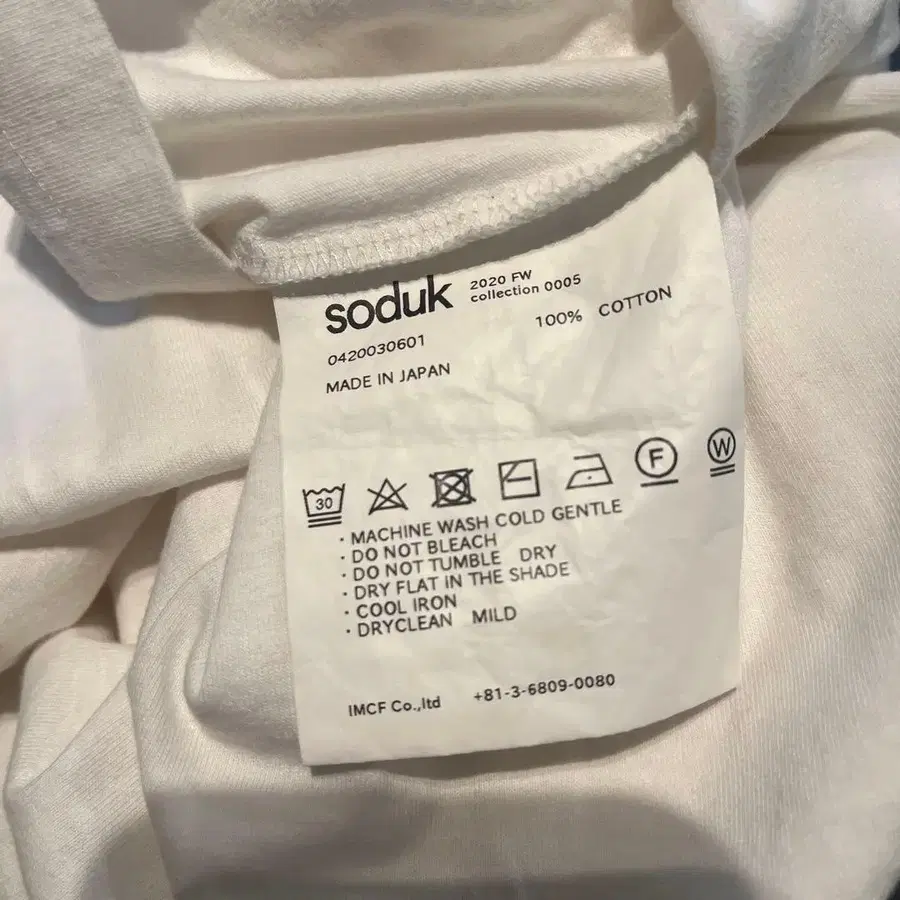 soduk
2020 FW
collection 0005
0420030601
100% COTTON
MADE IN JAPAN
30
F
W
· MACHINE WASH COLD GENTLE
· DO NOT BLEACH
· DO NOT TUMBLE DRY
· DRY FLAT IN THE SHADE
· COOL IRON
· DRYCLEAN MILD
IMCF Co.,ltd +81-3-6809-0080